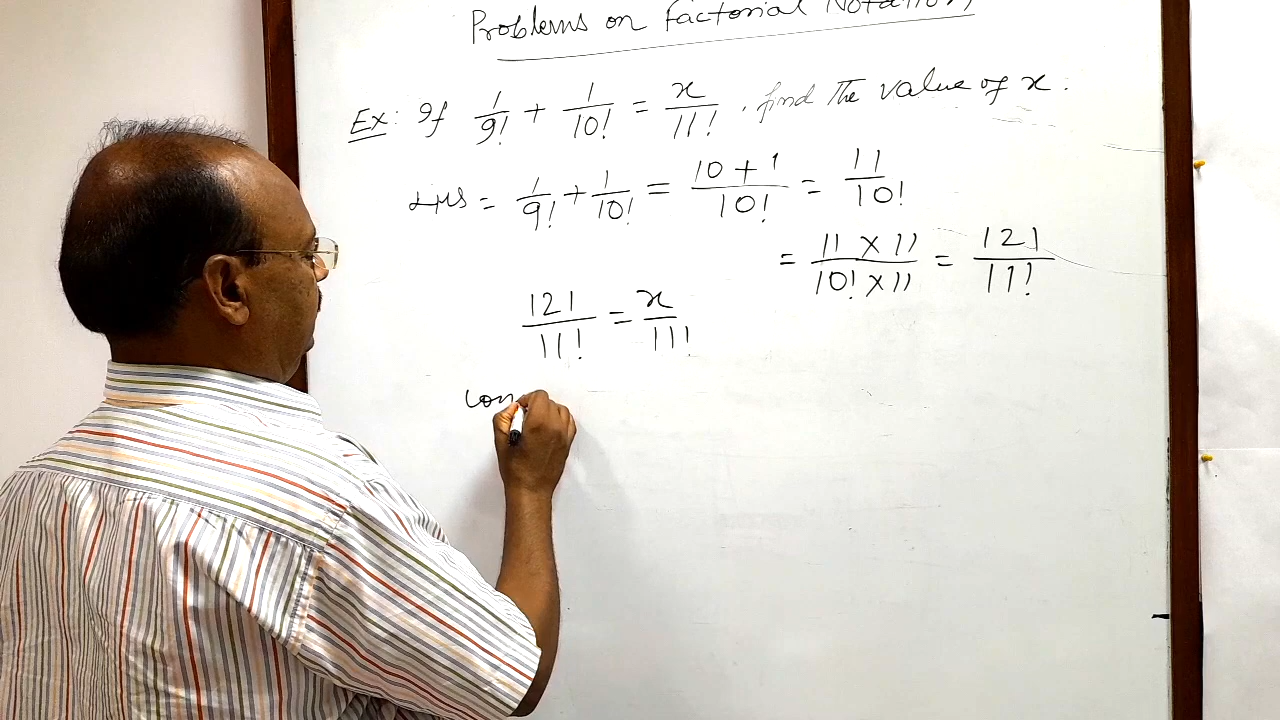 Problems on Factorial Notation
Ex: If 1/9! + 1/10! = x/11! . find the value of x.
LHS = 1/9! + 1/10! = 10 + 1/10! = 11/10!
= 11 × 11/10! × 11 = 121/11!
121/11! = x/11!
com